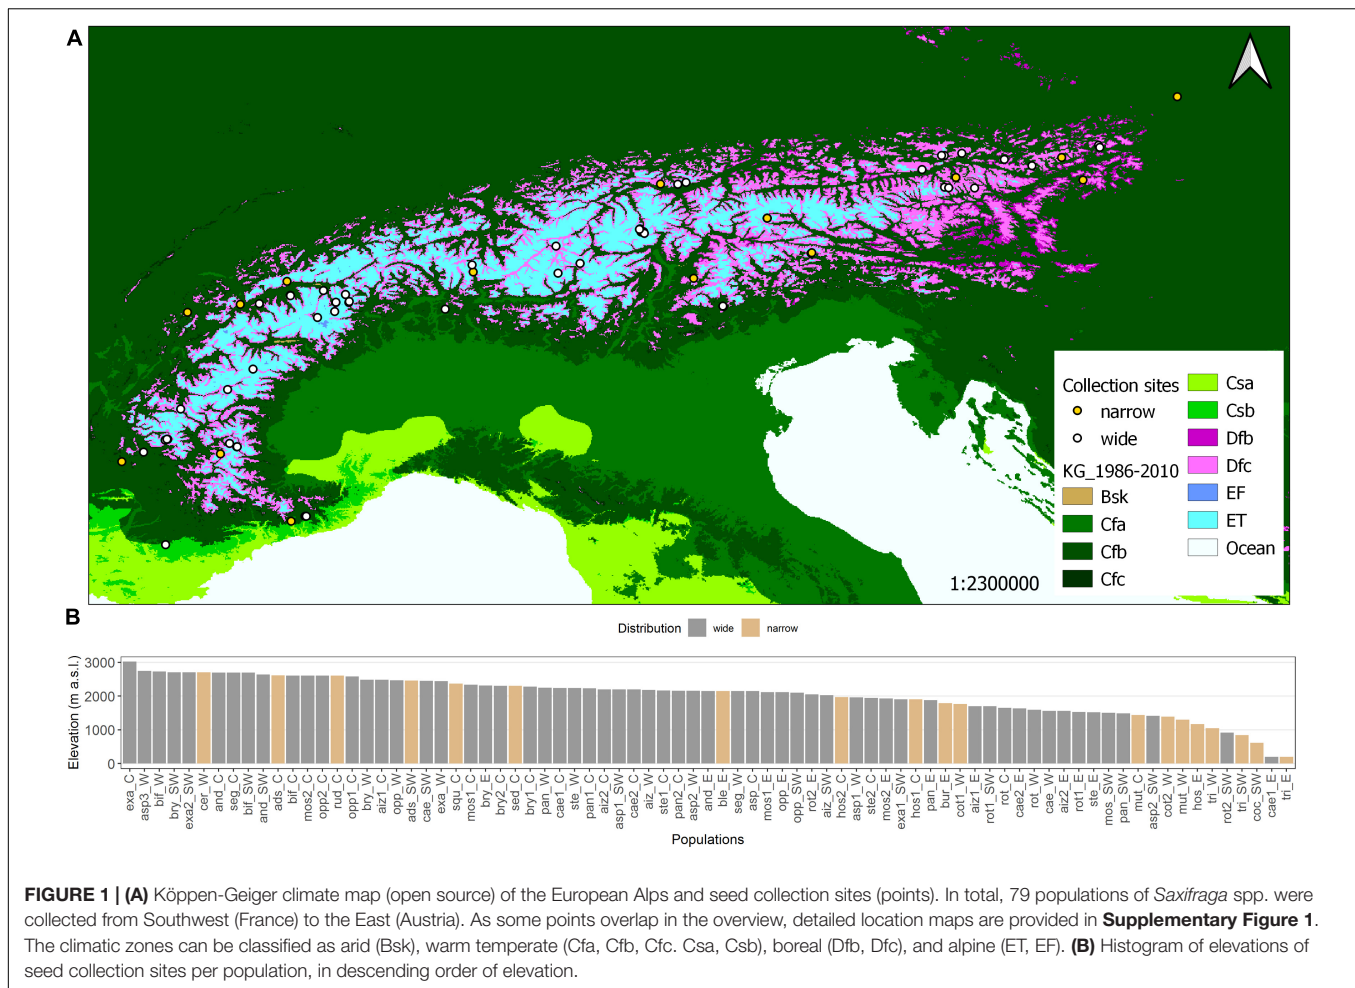 A
Collection sites
narrow
wide
KG_1986-2010
Bsk
Cfa
Cfb
Cfc
Csa
Csb
Dfb
Dfc
EF
ET
Ocean
1:2300000
B
Distribution wide narrow
Elevation (m a.s.l.)
3000
2000
1000
0
exa_C
asp3_W
bif_W
bry_SW
exa2_SW
cer_W
and_C
seg_C
bif_SW
and_SW
ads_C
bif_C
mos2_C
opp2_C
rud_C
opp1_C
bry_W
aiz1_C
opp_W
ads_SW
cae_SW
exa_W
squ_C
mos1_C
bry_E
bry2_C
sed_C
bry1_C
pan_W
cae1_C
ste_W
pan1_C
aiz2_C
asp1_SW
cae2_C
aiz_W
ste1_C
pan2_C
asp2_W
and_E
ble_E
seg_W
asp_C
mos1_E
opp_E
opp_SW
rot2_E
aiz_SW
hos2_C
asp1_W
ste2_C
mos2_E
exa1_SW
hos1_C
pan_E
bur_E
cot1_W
aiz1_E
rot1_SW
rot_C
cae2_E
rot_W
cae_W
aiz2_E
rot1_E
ste_E
mos_SW
pan_SW
mut_C
asp2_SW
cot2_W
mut_W
hos_E
tri_W
rot2_SW
tri_SW
coc_SW
cae1_E
tri_E
Populations
FIGURE 1 | (A) Köppen-Geiger climate map (open source) of the European Alps and seed collection sites (points). In total, 79 populations of Saxifraga spp. were
collected from Southwest (France) to the East (Austria). As some points overlap in the overview, detailed location maps are provided in Supplementary Figure 1.
The climatic zones can be classified as arid (Bsk), warm temperate (Cfa, Cfb, Cfc. Csa, Csb), boreal (Dfb, Dfc), and alpine (ET, EF). (B) Histogram of elevations of
seed collection sites per population, in descending order of elevation.